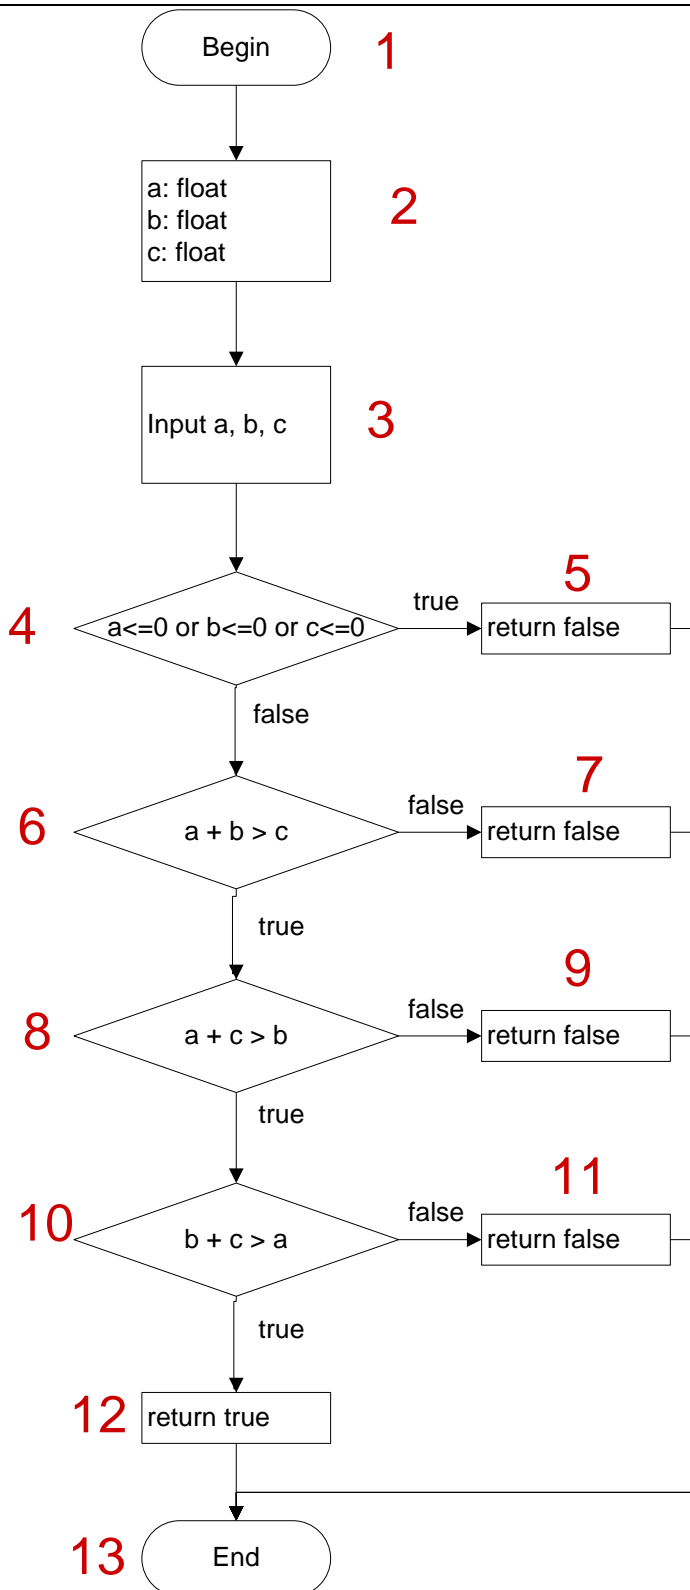 Begin
1
a: float
b: float
c: float
2
Input a, b, c
3
4
a<=0 or b<=0 or c<=0
true
5
return false
false
6
a + b > c
false
7
return false
true
8
a + c > b
false
9
return false
true
10
b + c > a
false
11
return false
true
12
return true
13
End